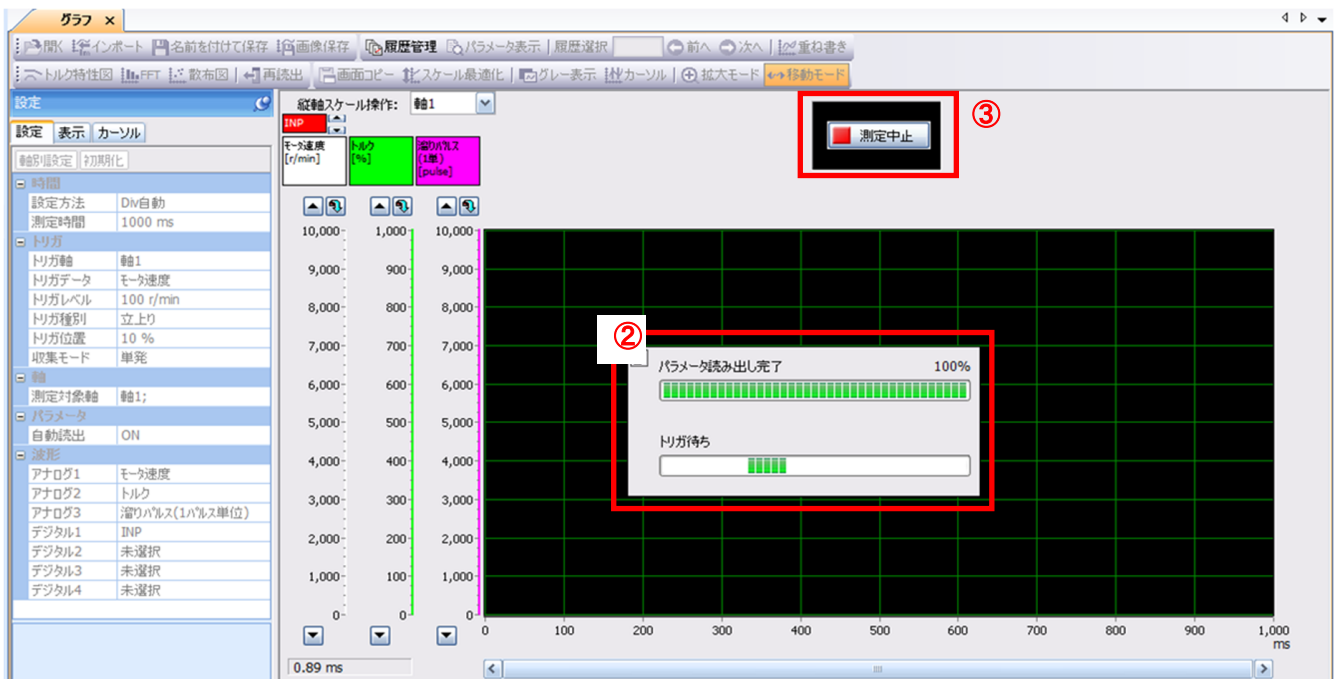 グラフ ×
開く インポート 名前を付けて保存 画像保存 履歴管理 パラメータ表示 履歴選択 前へ 次へ 重ね書き
トルク特性図 FFT 散布図 再読出 画面コピー スケール最適化 グレー表示 カーソル 拡大モード 移動モード
設定
設定 表示 カーソル
軸別設定 初期化
時間
設定方法 Div自動
測定時間 1000 ms
トリガ
トリガ軸 軸1
トリガデータ モータ速度
トリガレベル 100 r/min
トリガ種別 立上り
トリガ位置 10 %
収集モード 単発
軸
測定対象軸 軸1;
パラメータ
自動読出 ON
波形
アナログ1 モータ速度
アナログ2 トルク
アナログ3 溜りパルス(1パルス単位)
デジタル1 INP
デジタル2 未選択
デジタル3 未選択
デジタル4 未選択
縦軸スケール操作: 軸1
INP
モータ速度 トルク 溜りパルス
[r/min] [%] (1単)
[pulse]
測定中止
③
10,000 1,000 10,000
9,000 900 9,000
8,000 800 8,000
7,000 700 7,000
6,000 600 6,000
5,000 500 5,000
4,000 400 4,000
3,000 300 3,000
2,000 200 2,000
1,000 100 1,000
0 0 0
②
パラメータ読み出し完了 100%
トリガ待ち
0 100 200 300 400 500 600 700 800 900 1,000
ms
0.89 ms